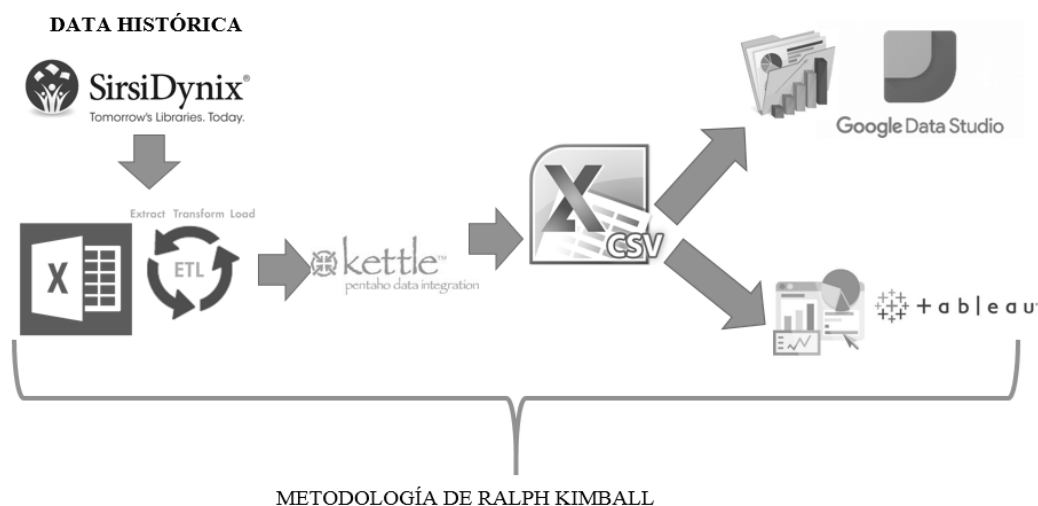 DATA HISTÓRICA
SirsiDynix®
Tomorrow's Libraries. Today.
Extract Transform Load
X
ETL
kettle™
pentaho data integration
X
CSV
Google Data Studio
+ableau
METODOLOGÍA DE RALPH KIMBALL